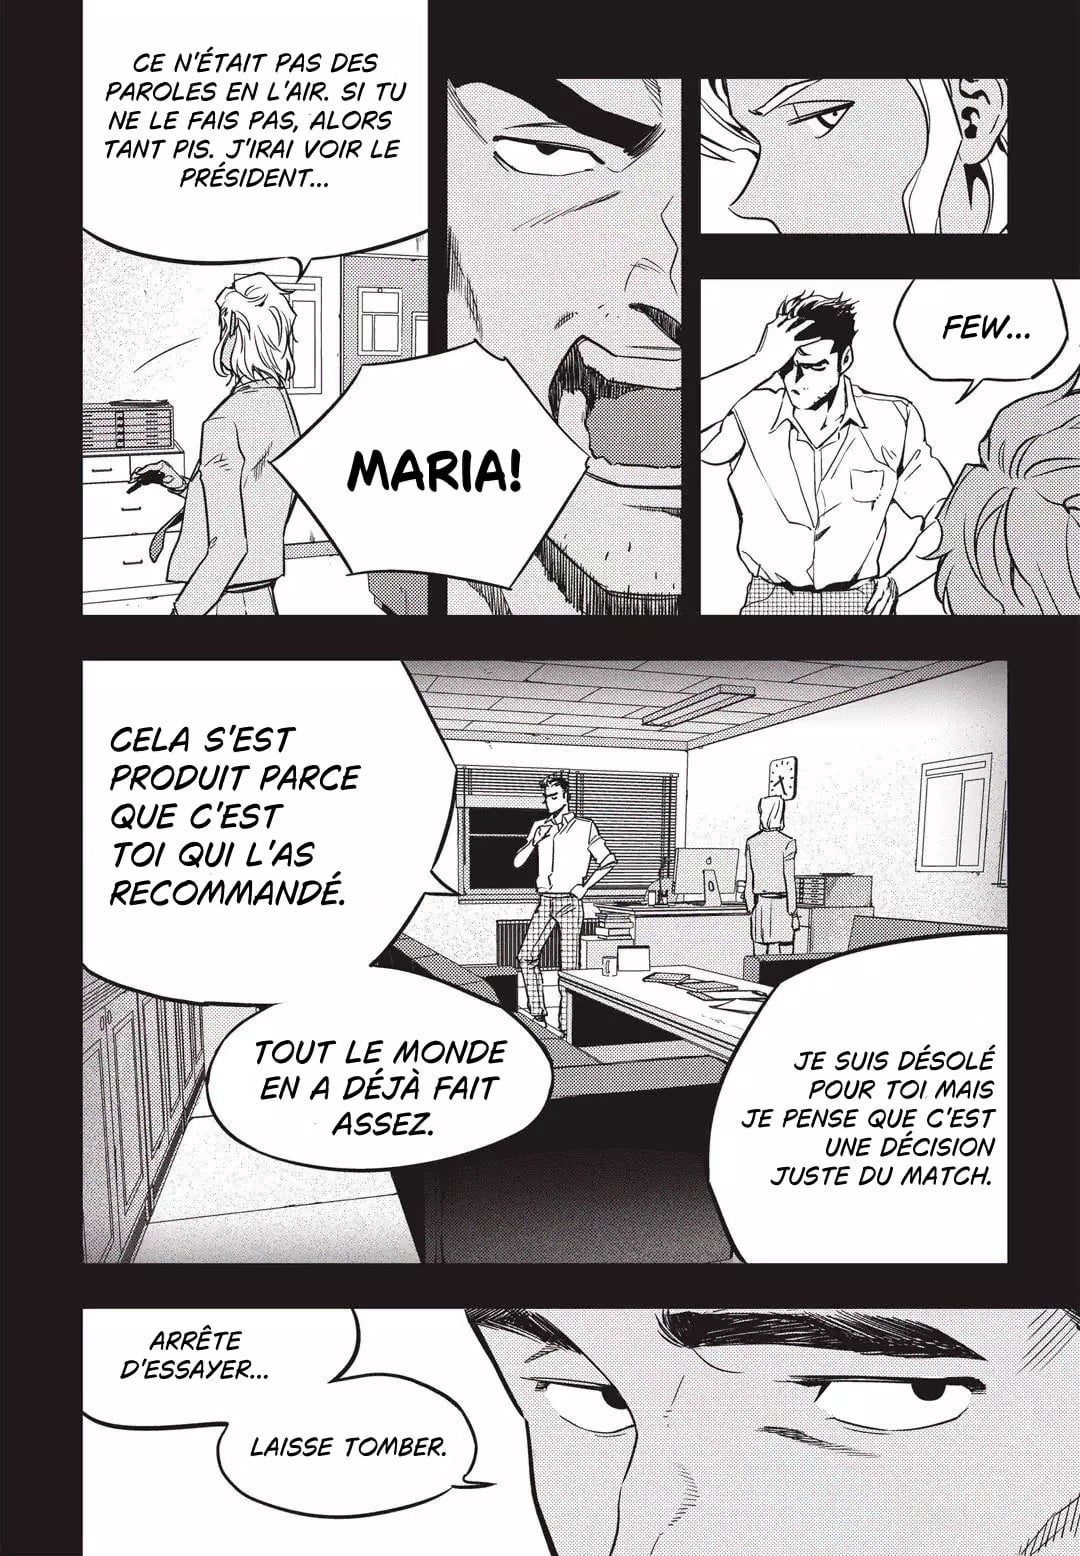 CE N'ÉTAIT PAS DES
PAROLES EN L'AIR. SI TU
NE LE FAIS PAS, ALORS
TANT PIS. J'IRAI VOIR LE
PRÉSIDENT...
MARIA!
FEW...
CELA S'EST
PRODUIT PARCE
QUE C'EST
TOI QUI L'AS
RECOMMANDÉ.
TOUT LE MONDE
EN A DÉJÀ FAIT
ASSEZ.
JE SUIS DÉSOLÉ
POUR TOI MAIS
JE PENSE QUE C'EST
UNE DÉCISION
JUSTE DU MATCH.
ARRÊTE
D'ESSAYER...
LAISSE TOMBER.